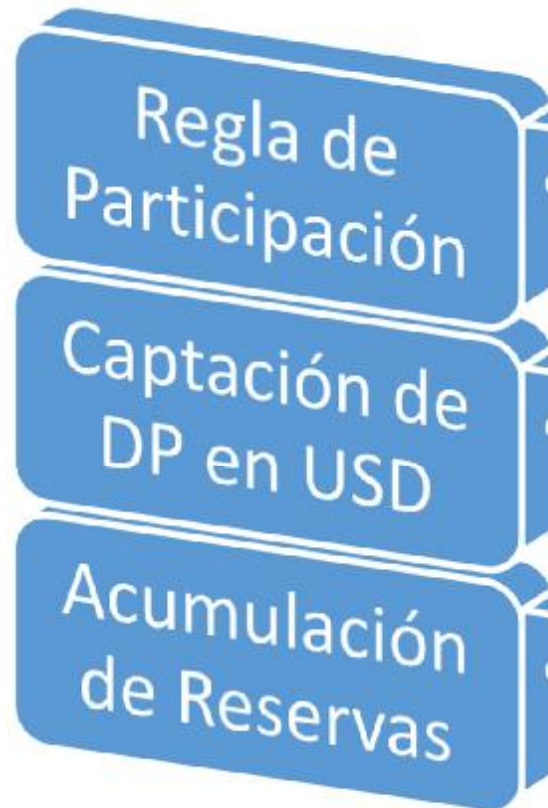 Regla de
Participación
Captación de
DP en USD
Acumulación
de Reservas